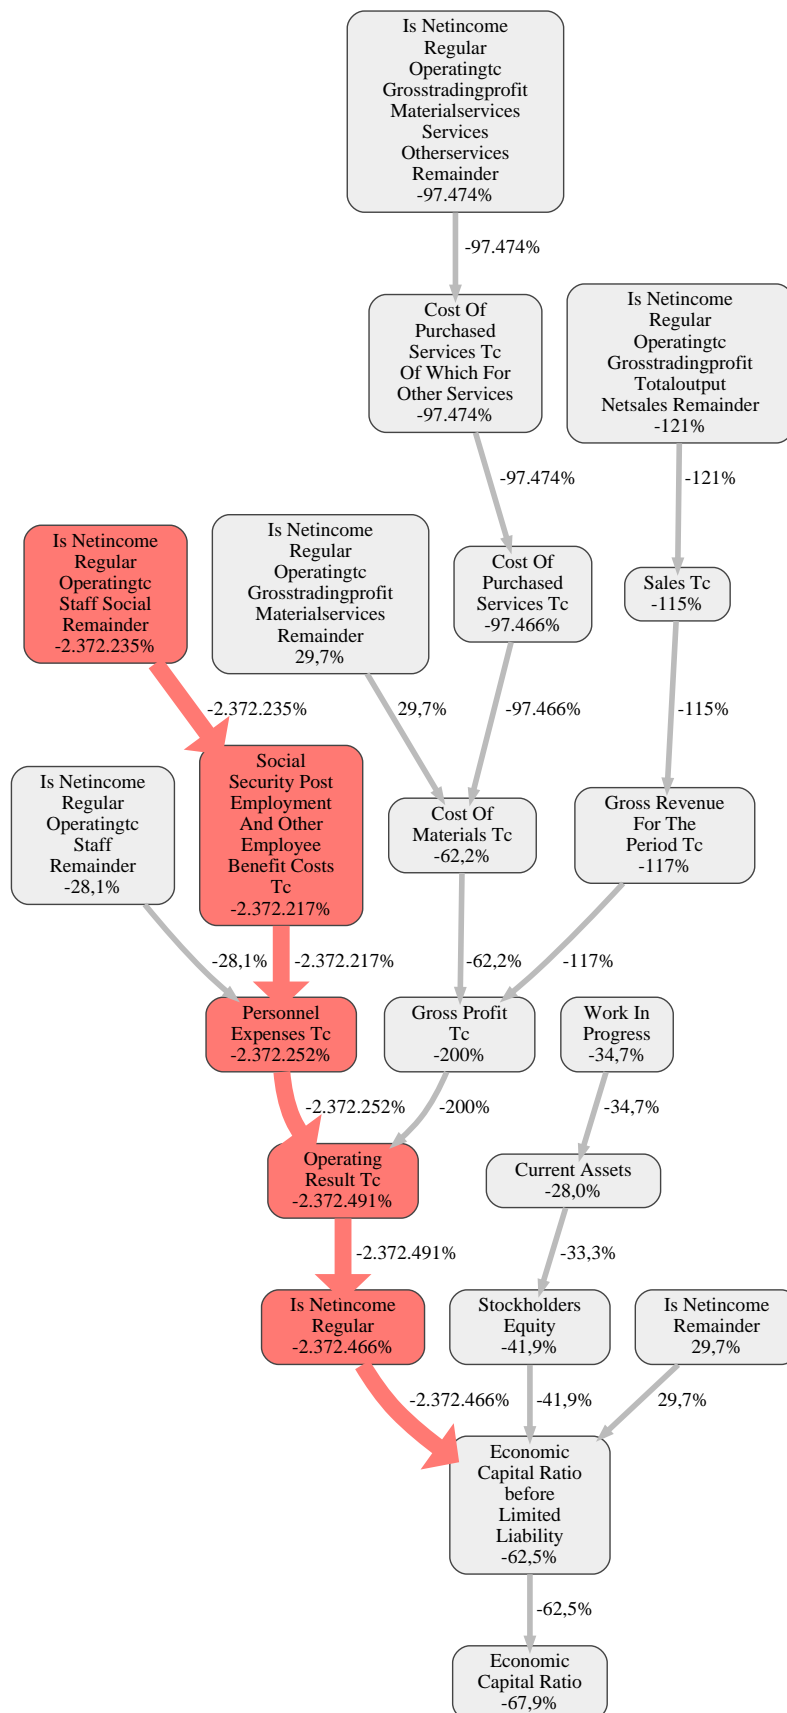 Is Netincome
Regular
Operatingtc
Grosstradingprofit
Materialservices
Services
Otherservices
Remainder
-97.474%
-97.474%
Cost Of
Purchased
Services Tc
Of Which For
Other Services
-97.474%
Is Netincome
Regular
Operatingtc
Grosstradingprofit
Totaloutput
Netsales Remainder
-121%
-97.474%
-121%
Is Netincome
Regular
Operatingtc
Staff Social
Remainder
-2.372.235%
Is Netincome
Regular
Operatingtc
Grosstradingprofit
Materialservices
Remainder
29,7%
Cost Of
Purchased
Services Tc
-97.466%
Sales Tc
-115%
-2.372.235%
29,7%
-97.466%
-115%
Is Netincome
Regular
Operatingtc
Staff
Remainder
-28,1%
Social
Security Post
Employment
And Other
Employee
Benefit Costs
Tc
-2.372.217%
Cost Of
Materials Tc
-62,2%
Gross Revenue
For The
Period Tc
-117%
-28,1%
-2.372.217%
-62,2%
-117%
Personnel
Expenses Tc
-2.372.252%
Gross Profit
Tc
-200%
Work In
Progress
-34,7%
-2.372.252%
-200%
-34,7%
Operating
Result Tc
-2.372.491%
Current Assets
-28,0%
-2.372.491%
-33,3%
Is Netincome
Regular
-2.372.466%
Stockholders
Equity
-41,9%
Is Netincome
Remainder
29,7%
-2.372.466%
-41,9%
29,7%
Economic
Capital Ratio
before
Limited
Liability
-62,5%
-62,5%
Economic
Capital Ratio
-67,9%